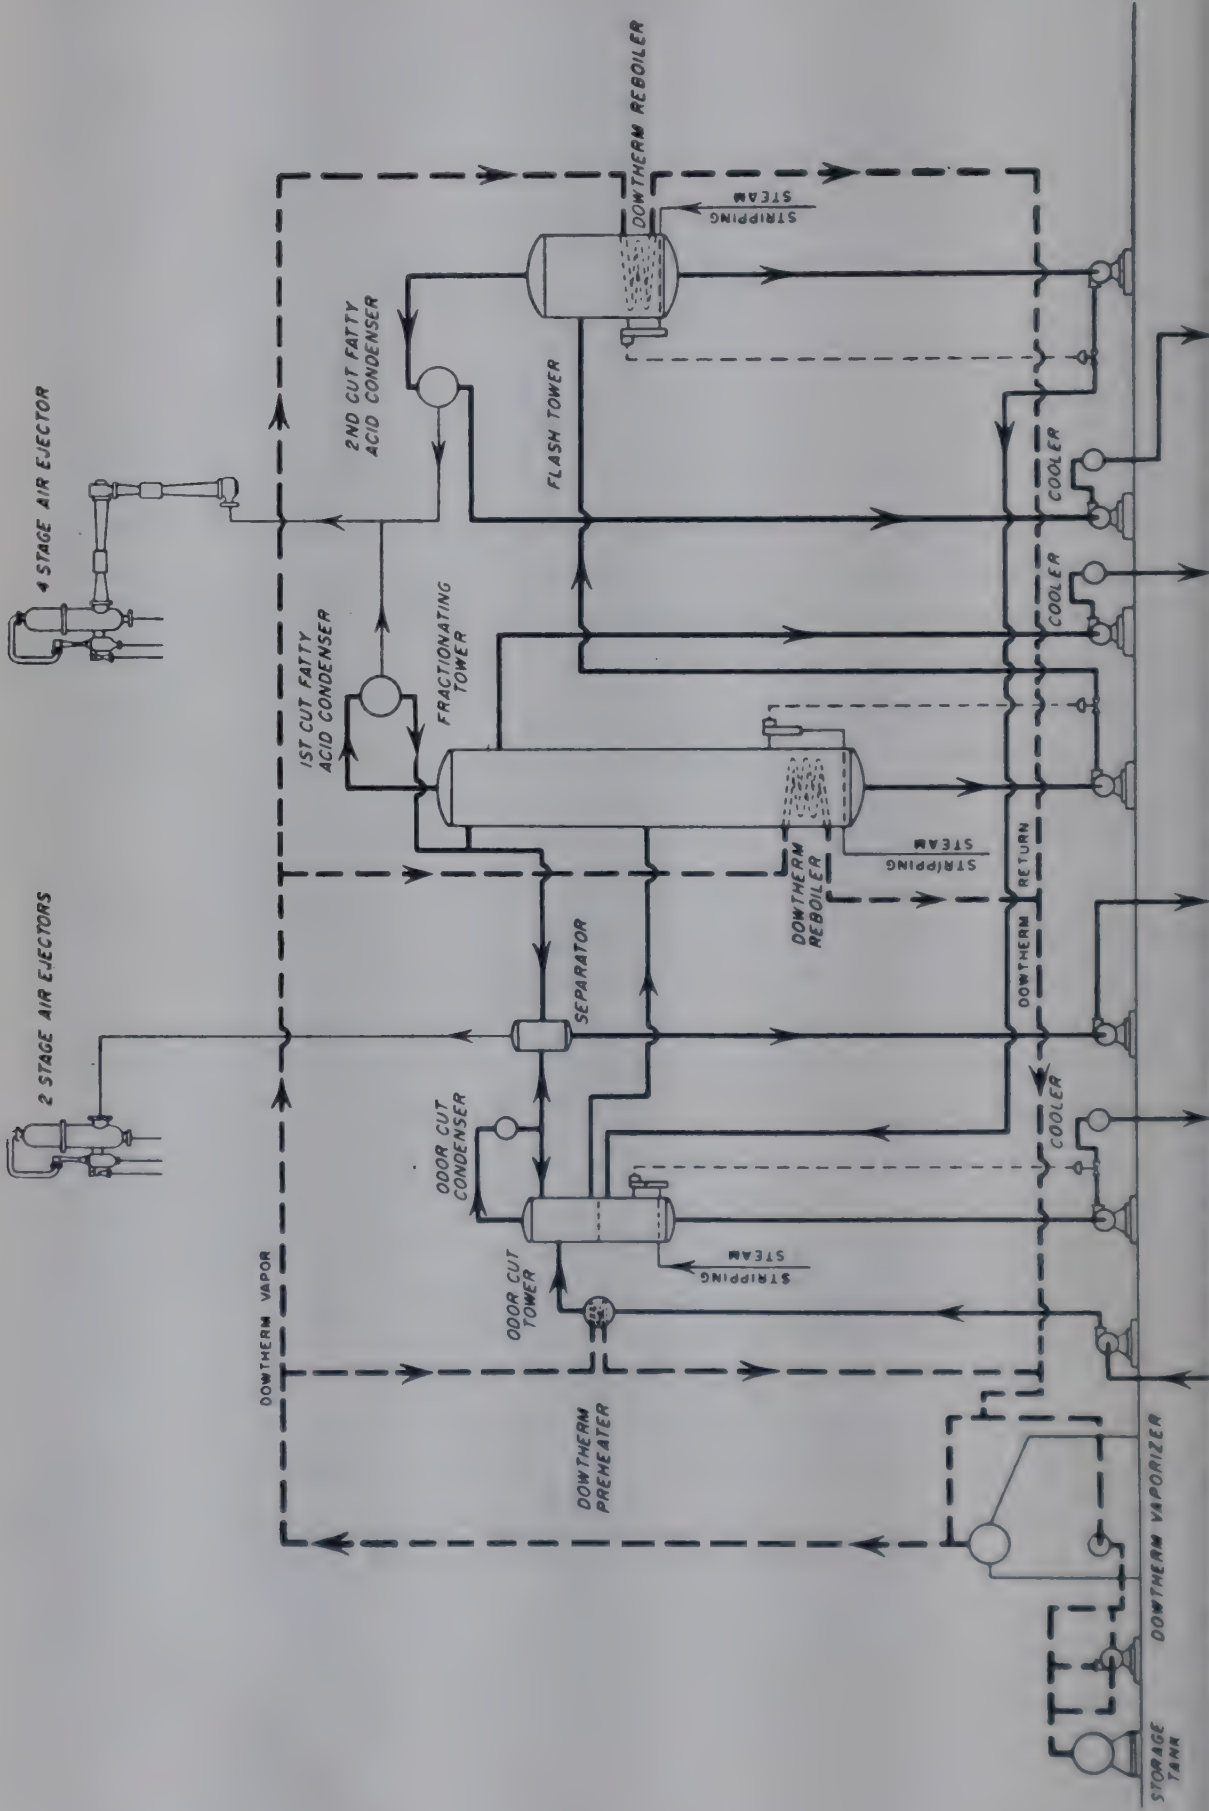 2 STAGE AIR EJECTORS
4 STAGE AIR EJECTOR
DOWTHERM VAPOR
1ST CUT FATTY
ACID CONDENSER
2ND CUT FATTY
ACID CONDENSER
ODOR CUT
CONDENSER
FRACTIONATING
TOWER
ODOR CUT
TOWER
SEPARATOR
FLASH TOWER
DOWTHERM REBOILER
DOWTHERM
PREHEATER
STRIPPING
STEAM
DOWTHERM
REBOILER
STRIPPING
STEAM
STRIPPING
STEAM
DOWTHERM RETURN
COOLER
COOLER
COOLER
STORAGE
TANK
DOWTHERM VAPORIZER